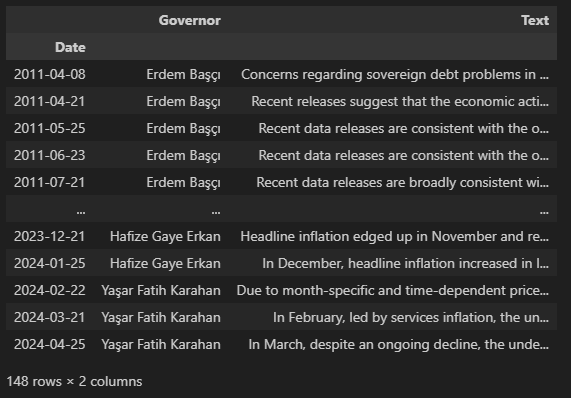 Governor Text
Date
2011-04-08 Erdem Başçı Concerns regarding sovereign debt problems in ...
2011-04-21 Erdem Başçı Recent releases suggest that the economic acti...
2011-05-25 Erdem Başçı Recent data releases are consistent with the o...
2011-06-23 Erdem Başçı Recent data releases are consistent with the o...
2011-07-21 Erdem Başçı Recent data releases are broadly consistent wi...
... ... ...
2023-12-21 Hafize Gaye Erkan Headline inflation edged up in November and re...
2024-01-25 Hafize Gaye Erkan In December, headline inflation increased in l...
2024-02-22 Yaşar Fatih Karahan Due to month-specific and time-dependent price...
2024-03-21 Yaşar Fatih Karahan In February, led by services inflation, the un...
2024-04-25 Yaşar Fatih Karahan In March, despite an ongoing decline, the unde...
148 rows × 2 columns